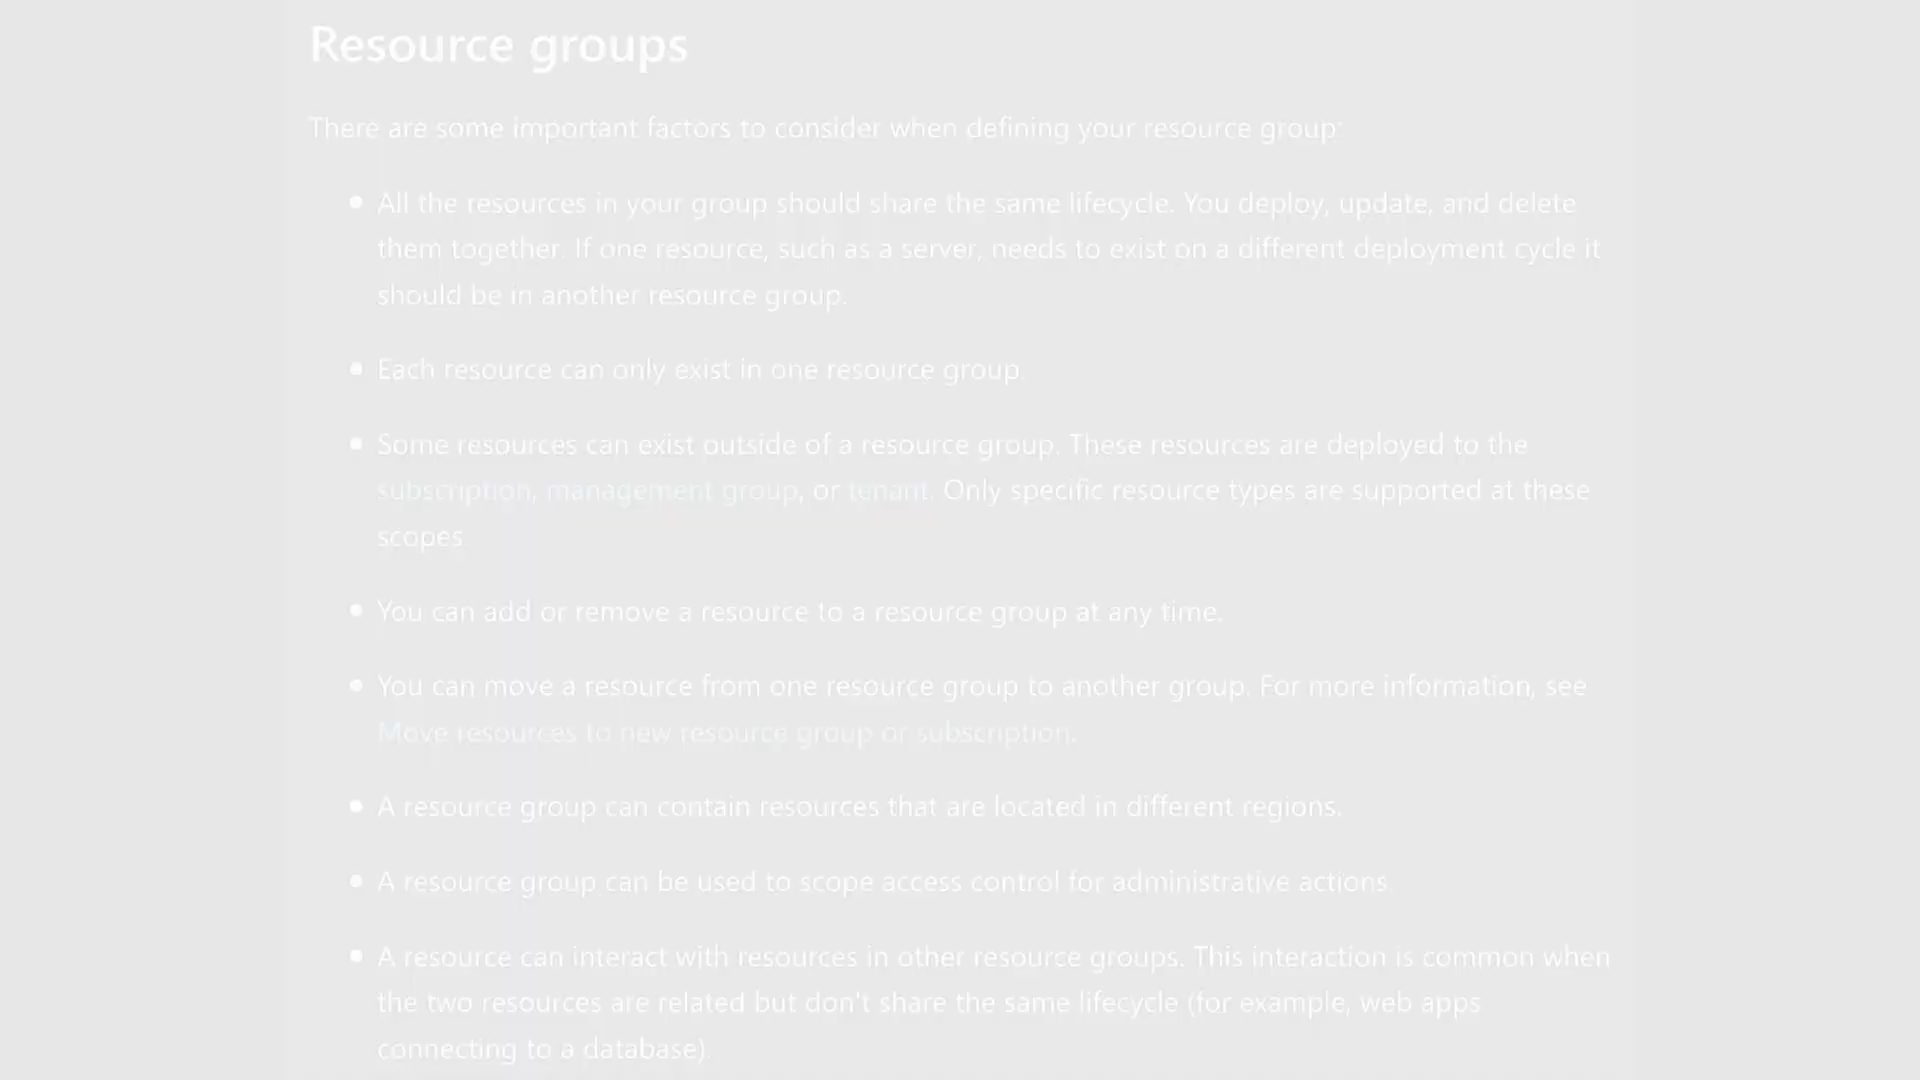 Resource groups
There are some important factors to consider when defining your resource group:
All the resources in your group should share the same lifecycle. You deploy, update, and delete
them together. If one resource, such as a server, needs to exist on a different deployment cycle it
should be in another resource group.
Each resource can only exist in one resource group.
Some resources can exist outside of a resource group. These resources are deployed to the
subscription, management group, or tenant. Only specific resource types are supported at these
scopes
You can add or remove a resource to a resource group at any time.
You can move a resource from one resource group to another group. For more information, see
Move resources to new resource group or subscription.
A resource group can contain resources that are located in different regions.
A resource group can be used to scope access control for administrative actions.
A resource can interact with resources in other resource groups. This interaction is common when
the two resources are related but don't share the same lifecycle (for example, web apps
connecting to a database).